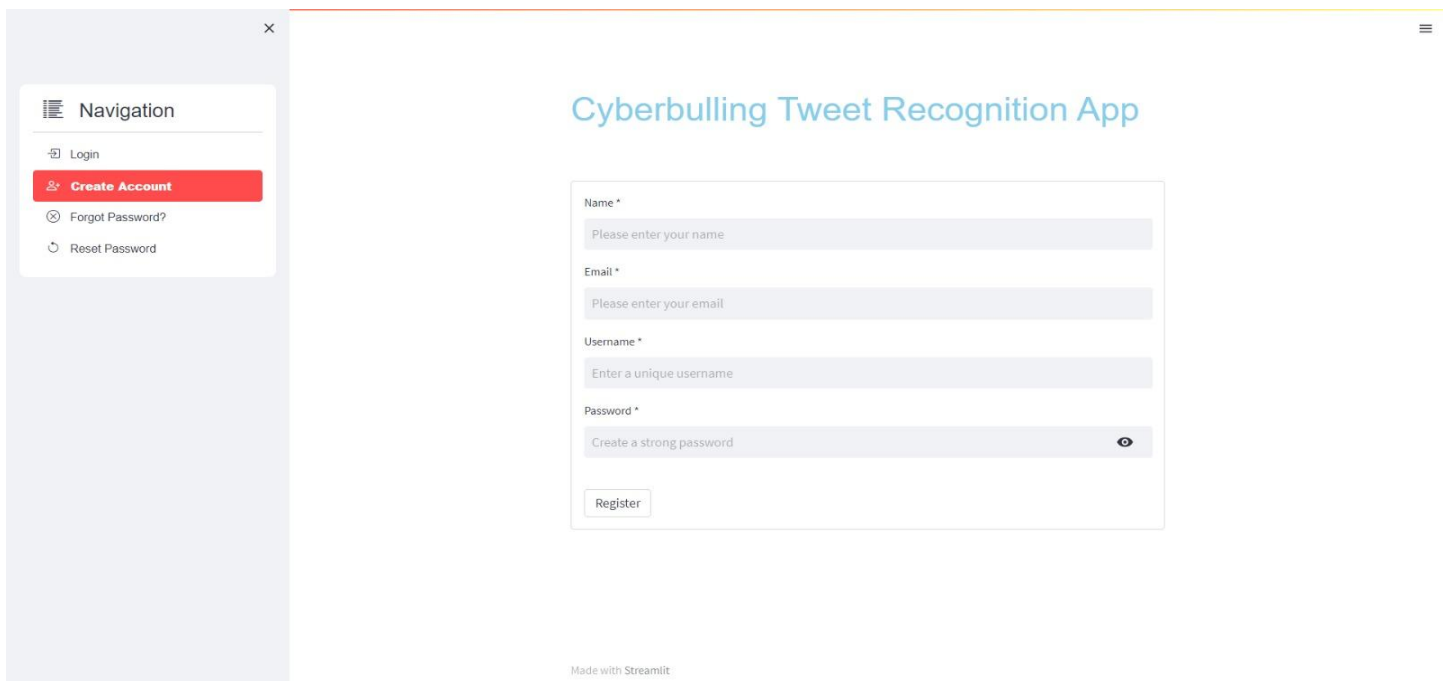 Navigation
Login
Create Account
Forgot Password?
Reset Password
Cyberbulling Tweet Recognition App
Name *
Please enter your name
Email *
Please enter your email
Username *
Enter a unique username
Password *
Create a strong password
Register
Made with Streamlit